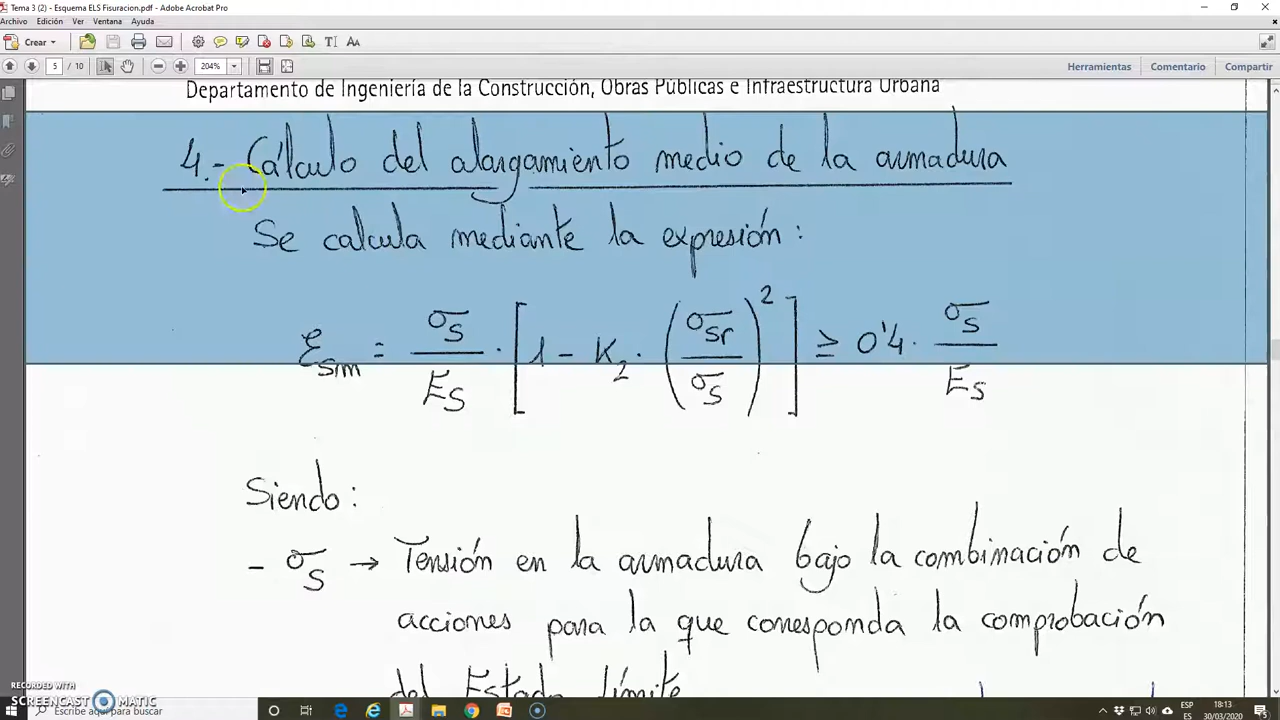 Tema 3 (2) - Esquema ELS Fisuracion.pdf - Adobe Acrobat Pro
Archivo Edición Ver Ventana Ayuda
Crear
5 / 10 204% Herramientas Comentario Compartir
Departamento de Ingeniería de la Construcción, Obras Públicas e Infraestructura Urbana
4.- Cálculo del alargamiento medio de la armadura
Se calcula mediante la expresión:
εsm = σs/Es · [1 - K2 · (σsr/σs)²] ≥ 0'4 · σs/Es
Siendo:
- σs → Tensión en la armadura bajo la combinación de
acciones para la que corresponda la comprobación
del Estado límite
RECORDED WITH
SCREENCAST MATIC
Escribe aquí para buscar
ESP 18:13
ES 30/03/2020